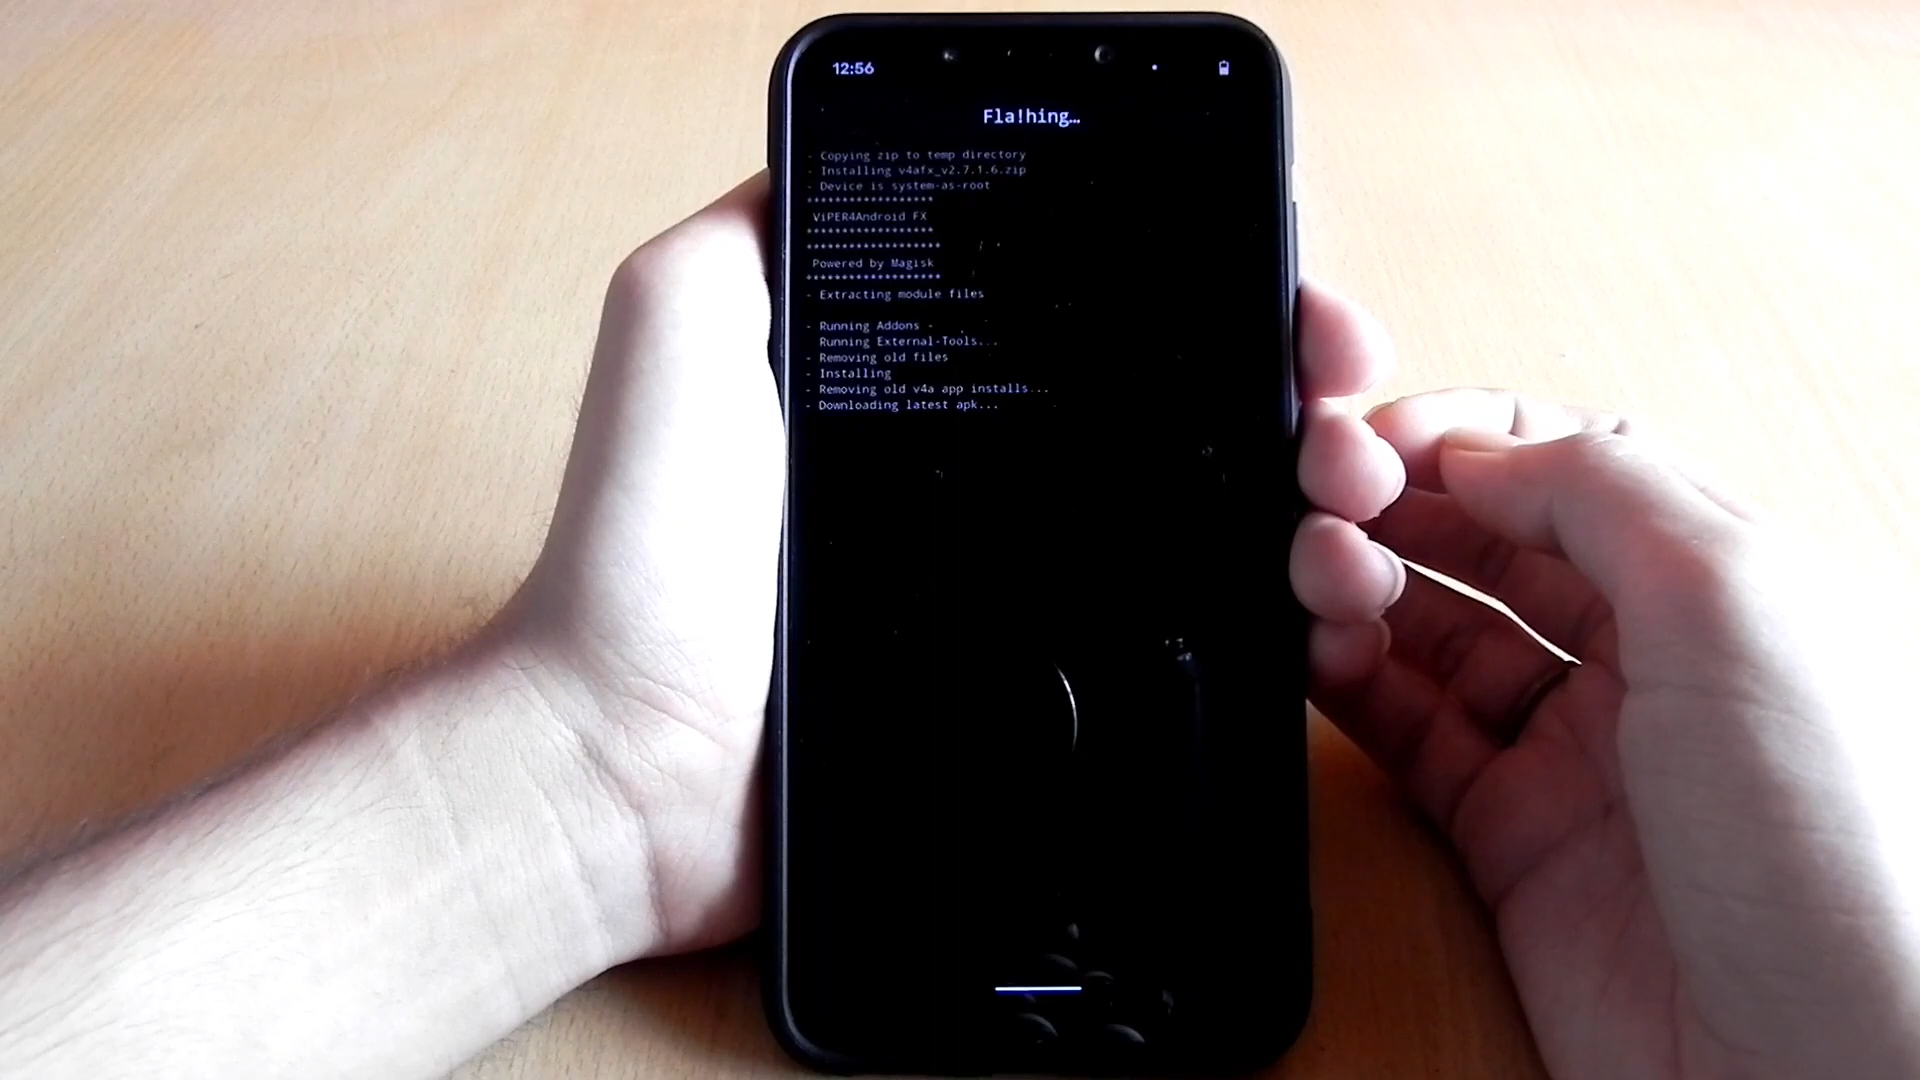 12:56
Fla!hing…
- Copying zip to temp directory
- Installing v4afx_v2.7.1.6.zip
- Device is system-as-root
******************
ViPER4Android FX
******************
*******************
Powered by Magisk
*******************
- Extracting module files
- Running Addons -
Running External-Tools...
- Removing old files
- Installing
- Removing old v4a app installs...
- Downloading latest apk...